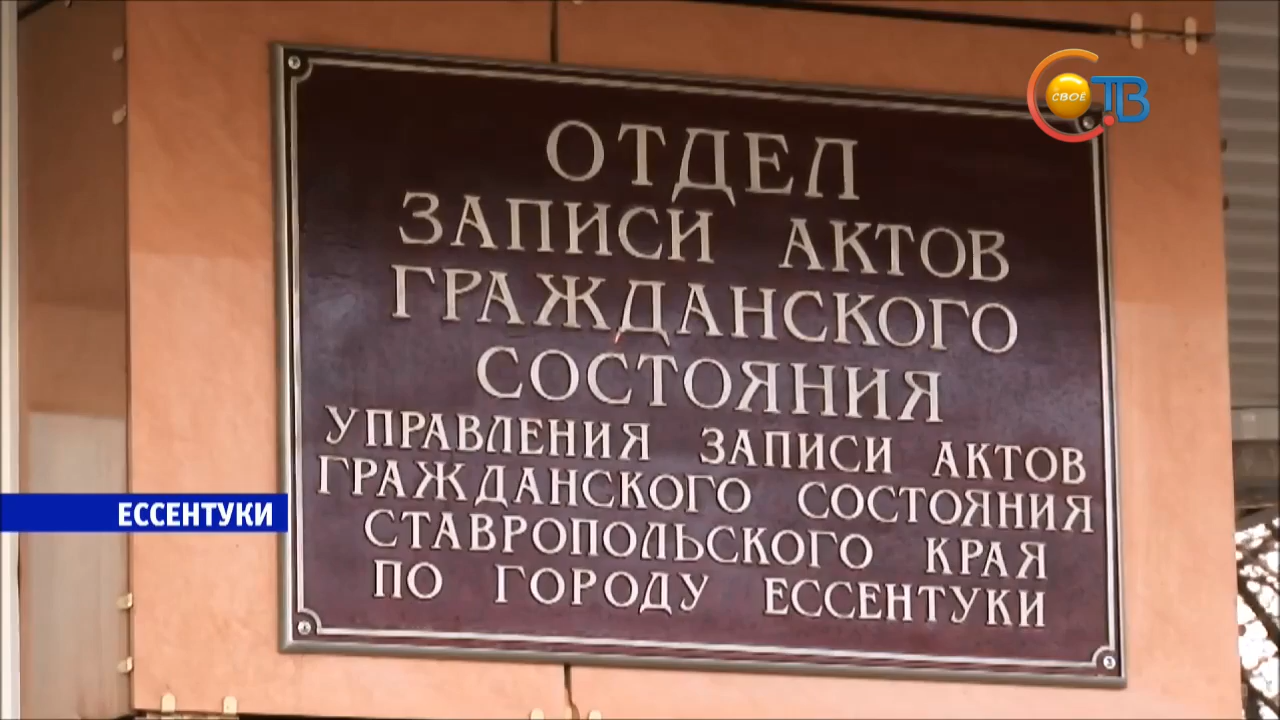 СВОЁ
ТВ
ОТДЕЛ
ЗАПИСИ АКТОВ
ГРАЖДАНСКОГО
СОСТОЯНИЯ
УПРАВЛЕНИЯ ЗАПИСИ АКТОВ
ГРАЖДАНСКОГО СОСТОЯНИЯ
СТАВРОПОЛЬСКОГО КРАЯ
ПО ГОРОДУ ЕССЕНТУКИ
ЕССЕНТУКИ